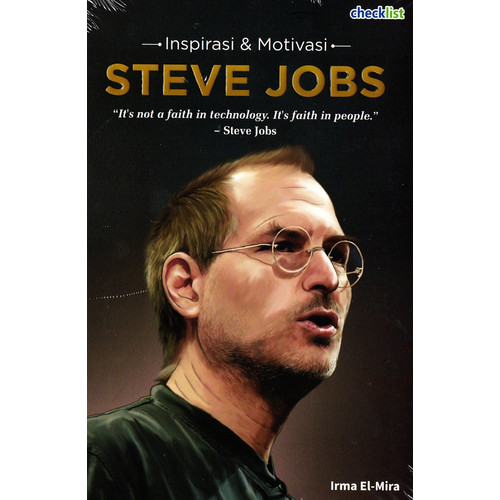 checklist
Inspirasi & Motivasi
STEVE JOBS
“It's not a faith in technology. It's faith in people.”
– Steve Jobs
Irma El-Mira